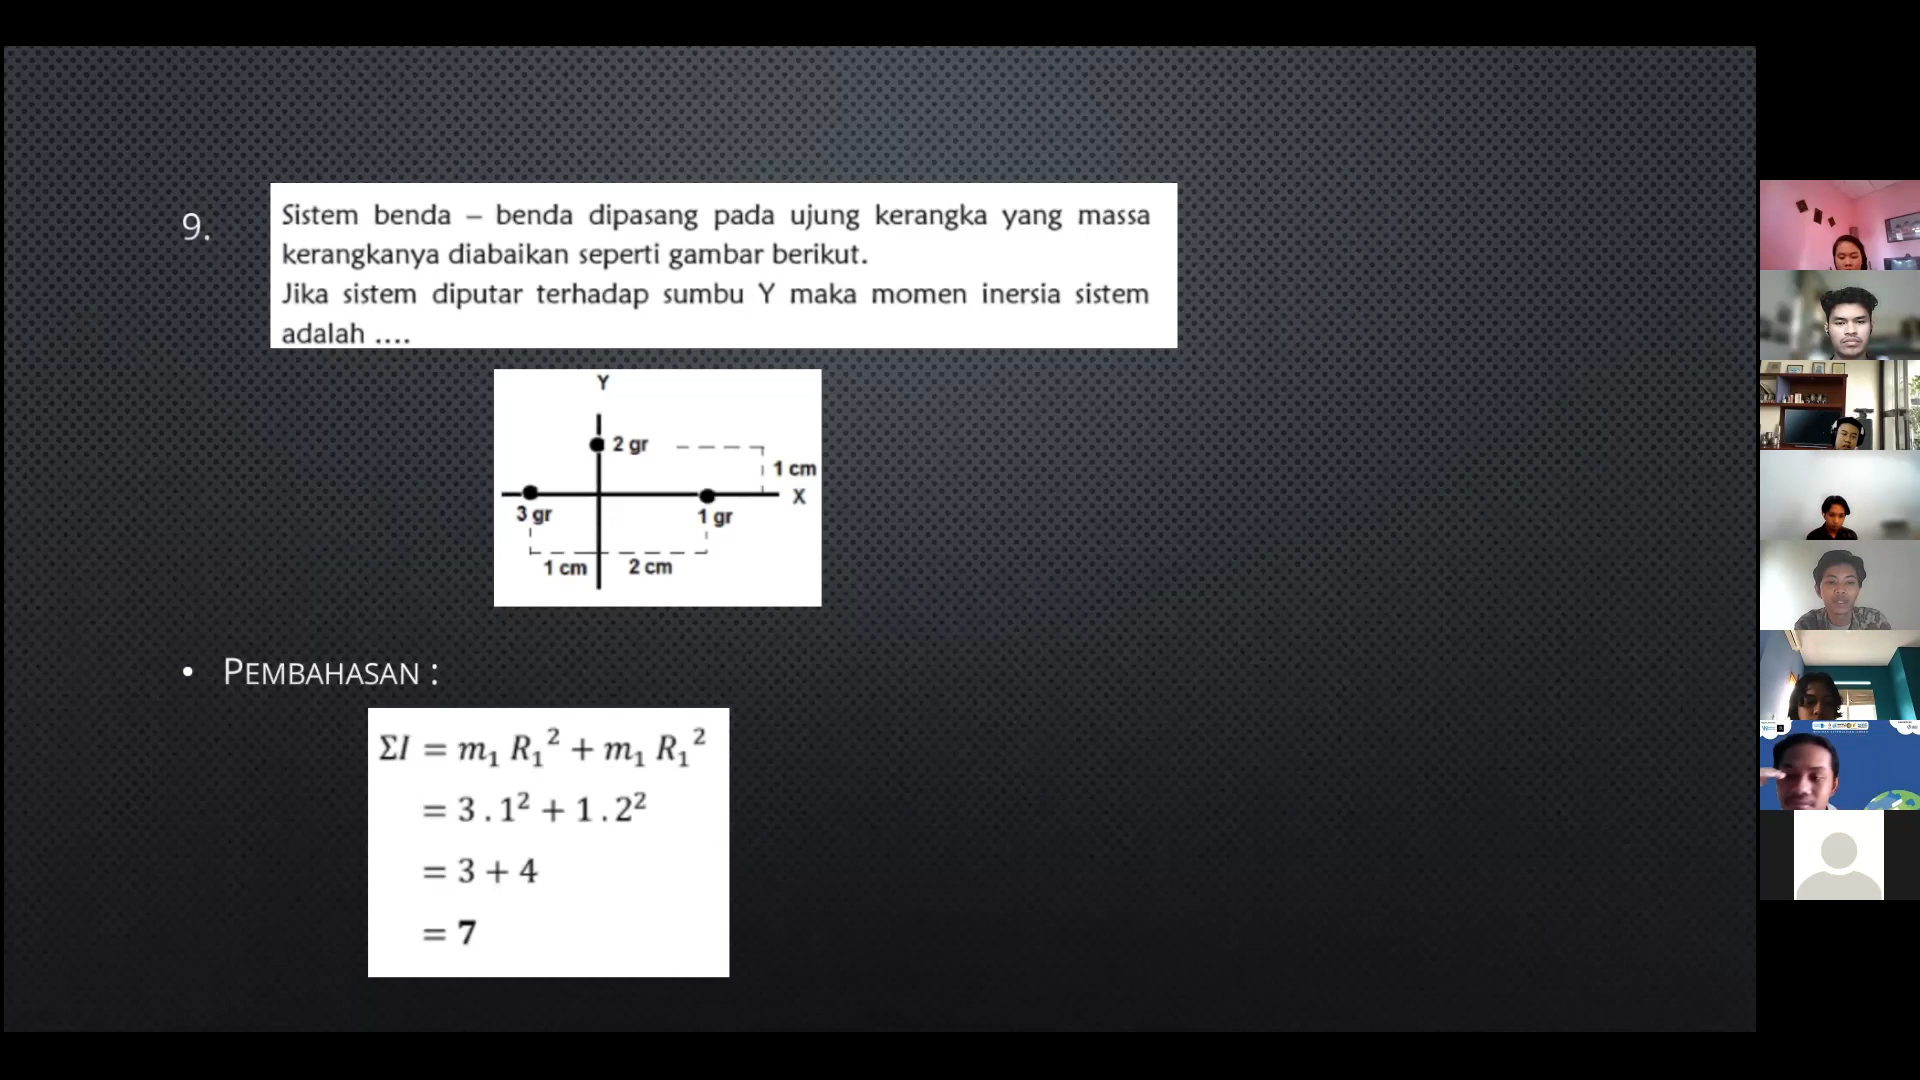 9.
Sistem benda – benda dipasang pada ujung kerangka yang massa
kerangkanya diabaikan seperti gambar berikut.
Jika sistem diputar terhadap sumbu Y maka momen inersia sistem
adalah ....
Y
2 gr
1 cm
X
3 gr
1 gr
1 cm
2 cm
• PEMBAHASAN :
ΣI = m₁ R₁² + m₁ R₁²
= 3 . 1² + 1 . 2²
= 3 + 4
= 7